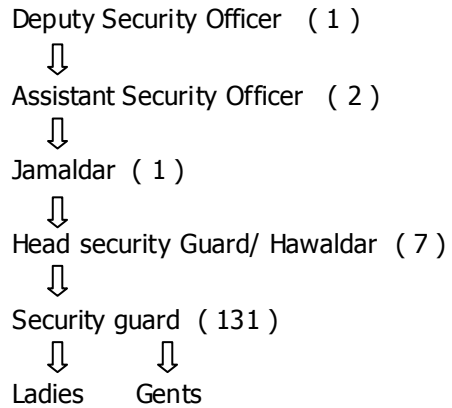 Deputy Security Officer ( 1 )
⇩
Assistant Security Officer ( 2 )
⇩
Jamaldar ( 1 )
⇩
Head security Guard/ Hawaldar ( 7 )
⇩
Security guard ( 131 )
⇩ ⇩
Ladies Gents